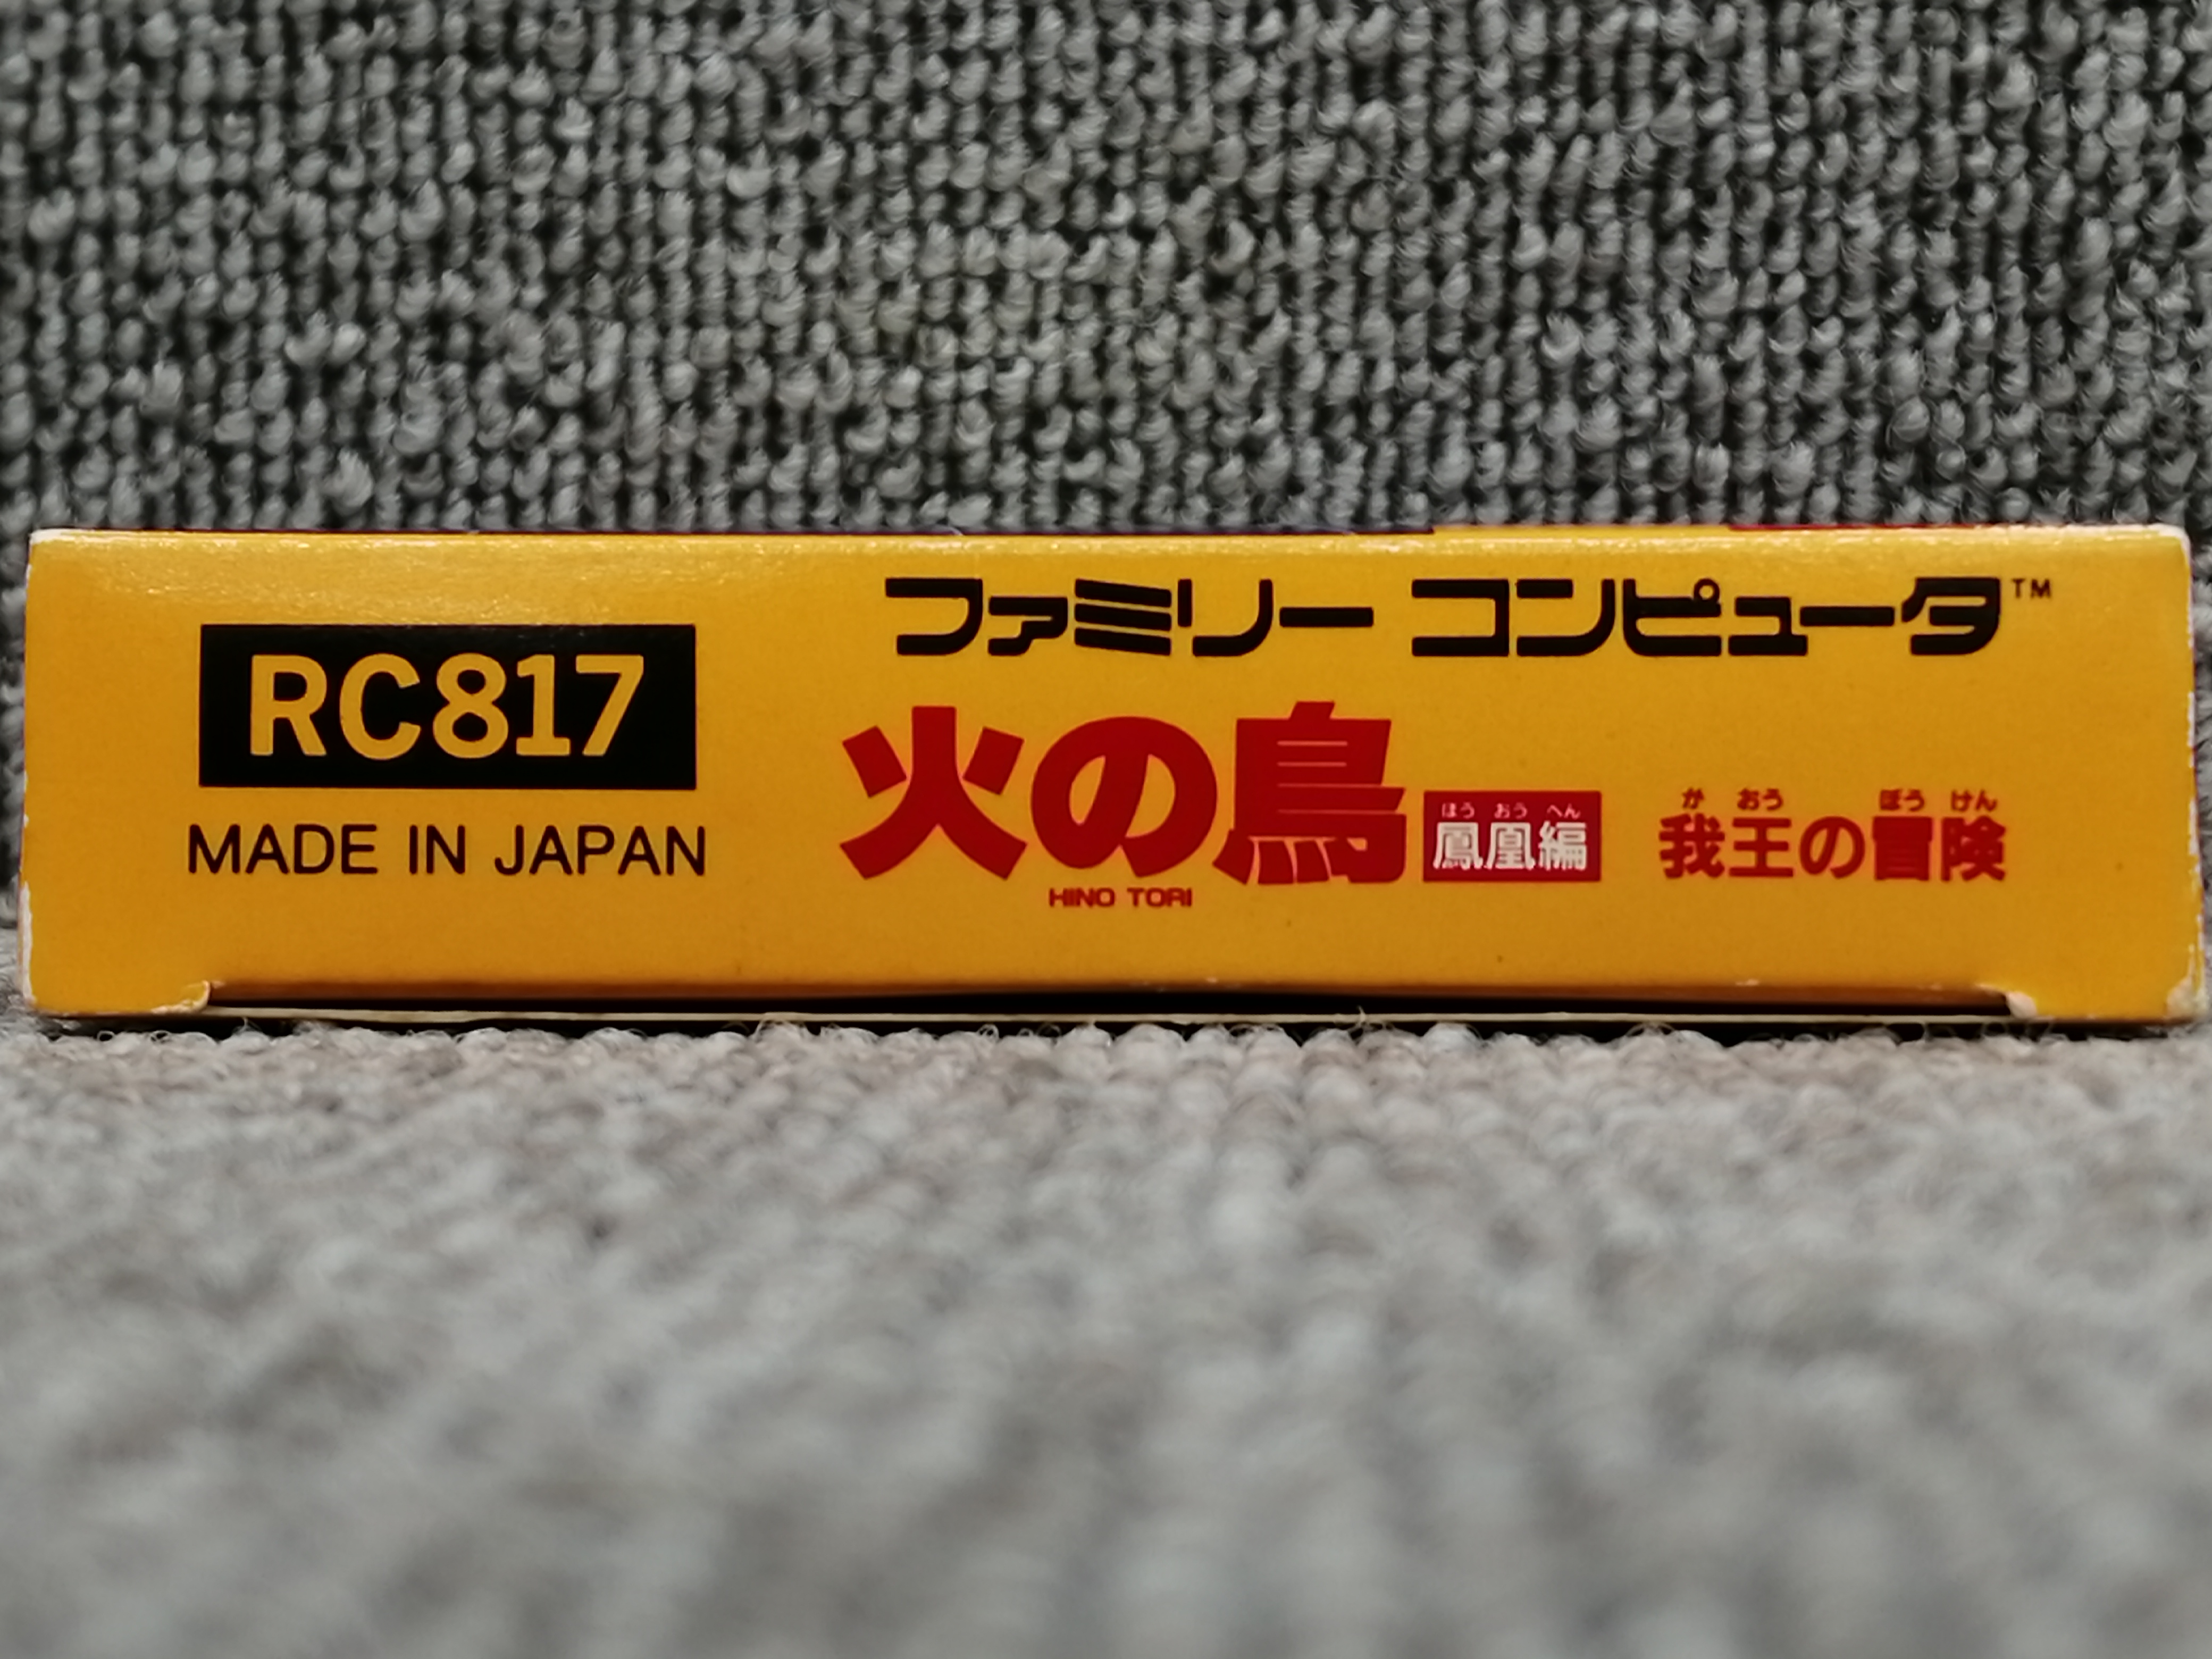 RC817
MADE IN JAPAN
ファミリー コンピュータ™
火の鳥
HINO TORI
ほう おう へん
鳳凰編
が おう ぼう けん
我王の冒険